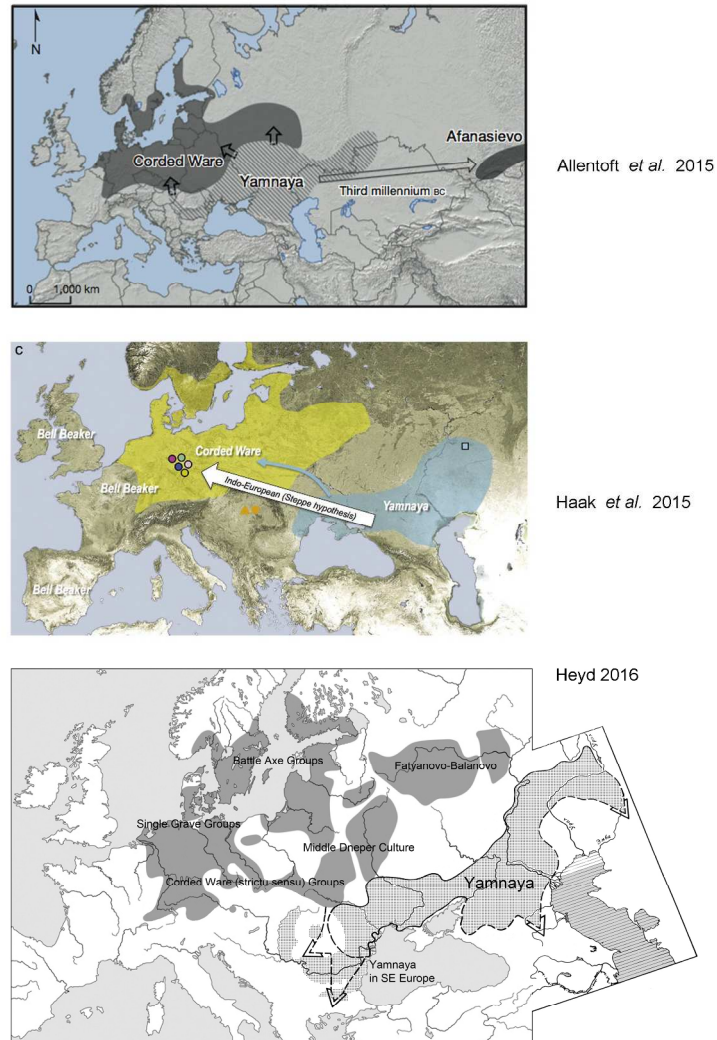 N
Afanasievo
Allentoft et al. 2015
Corded Ware
Yamnaya
Third millennium BC
0 1,000 km
C
Bell Beaker
Corded Ware
Bell Beaker
Yamnaya
Haak et al. 2015
Indo-European (Steppe hypothesis)
Bell Beaker
Heyd 2016
Battle Axe Groups
Fatyanovo-Balanovo
Single Grave Groups
Middle Dneper Culture
Corded Ware (strictu sensu) Groups
Yamnaya
Yamnaya
in SE Europe